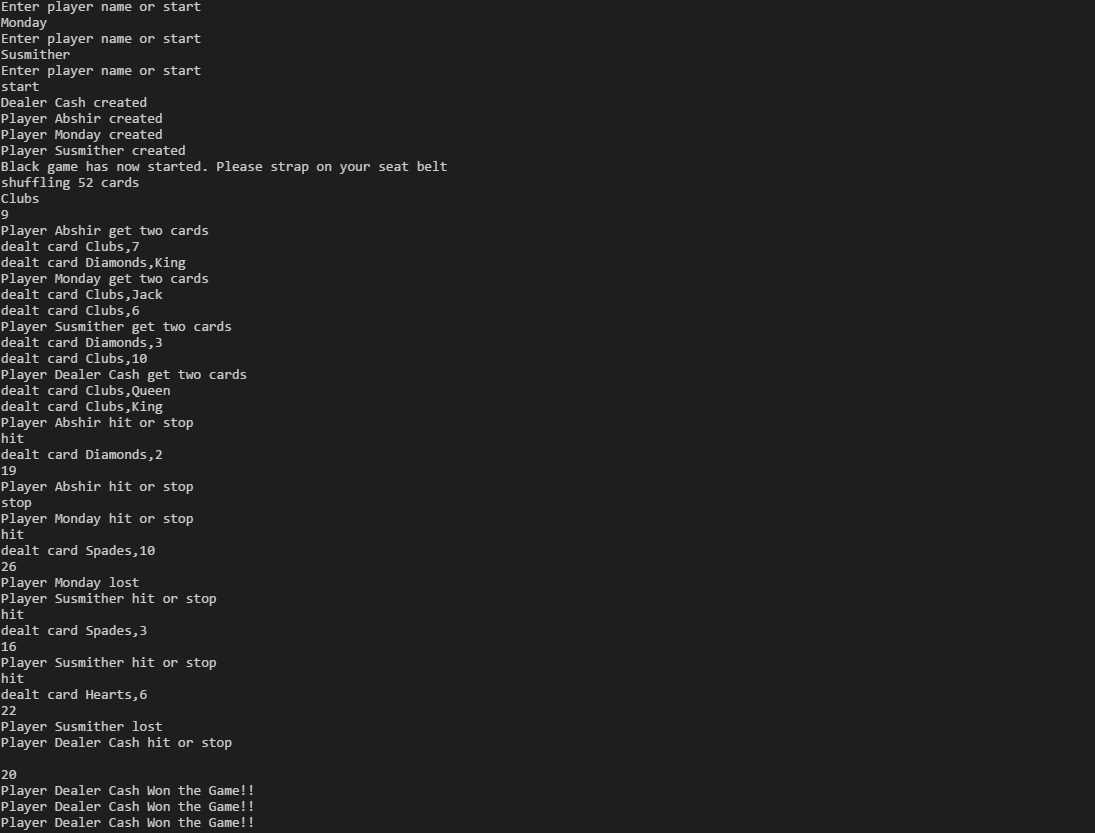 Enter player name or start
Monday
Enter player name or start
Susmither
Enter player name or start
start
Dealer Cash created
Player Abshir created
Player Monday created
Player Susmither created
Black game has now started. Please strap on your seat belt
shuffling 52 cards
Clubs
9
Player Abshir get two cards
dealt card Clubs,7
dealt card Diamonds,King
Player Monday get two cards
dealt card Clubs,Jack
dealt card Clubs,6
Player Susmither get two cards
dealt card Diamonds,3
dealt card Clubs,10
Player Dealer Cash get two cards
dealt card Clubs,Queen
dealt card Clubs,King
Player Abshir hit or stop
hit
dealt card Diamonds,2
19
Player Abshir hit or stop
stop
Player Monday hit or stop
hit
dealt card Spades,10
26
Player Monday lost
Player Susmither hit or stop
hit
dealt card Spades,3
16
Player Susmither hit or stop
hit
dealt card Hearts,6
22
Player Susmither lost
Player Dealer Cash hit or stop
20
Player Dealer Cash Won the Game!!
Player Dealer Cash Won the Game!!
Player Dealer Cash Won the Game!!